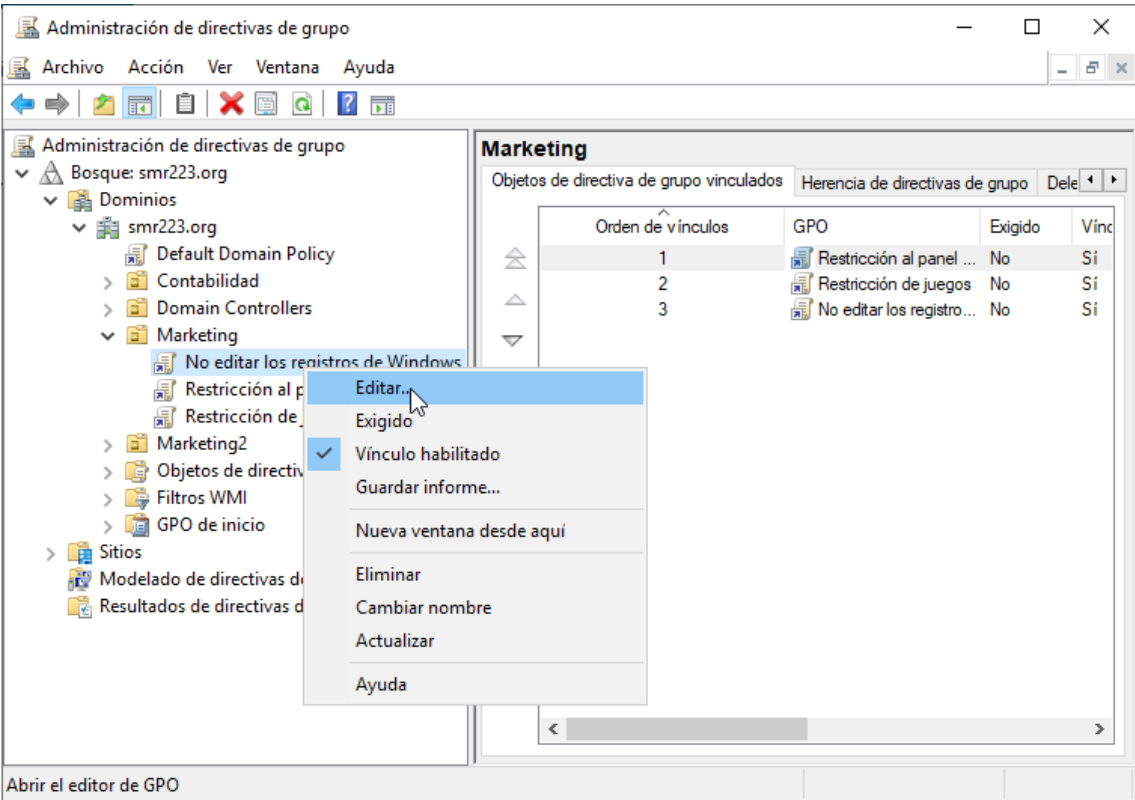 Administración de directivas de grupo
Archivo Acción Ver Ventana Ayuda
Administración de directivas de grupo
Bosque: smr223.org
Dominios
smr223.org
Default Domain Policy
Contabilidad
Domain Controllers
Marketing
No editar los registros de Windows
Restricción al p
Restricción de
Marketing2
Objetos de directiv
Filtros WMI
GPO de inicio
Sitios
Modelado de directivas d
Resultados de directivas d
Editar...
Exigido
Vínculo habilitado
Guardar informe...
Nueva ventana desde aquí
Eliminar
Cambiar nombre
Actualizar
Ayuda
Marketing
Objetos de directiva de grupo vinculados Herencia de directivas de grupo Dele
Orden de vínculos GPO Exigido Vínc
1 Restricción al panel ... No Sí
2 Restricción de juegos No Sí
3 No editar los registro... No Sí
Abrir el editor de GPO